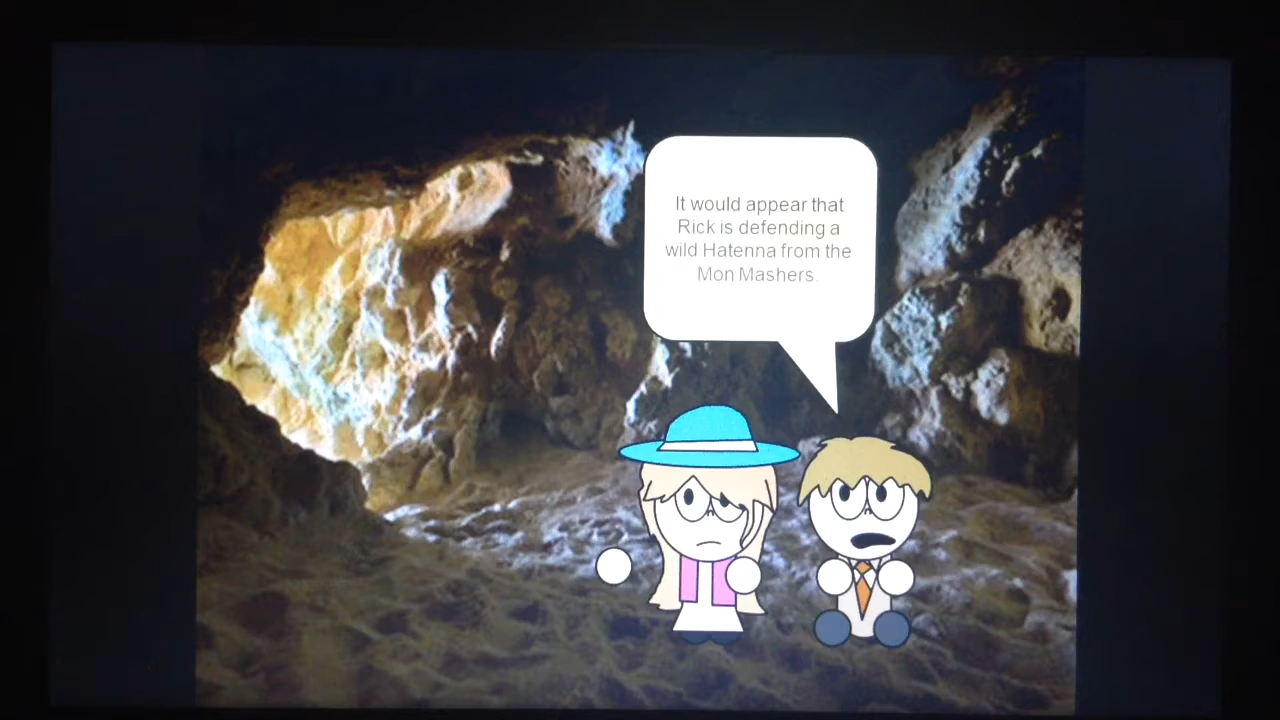 It would appear that
Rick is defending a
wild Hatenna from the
Mon Mashers.